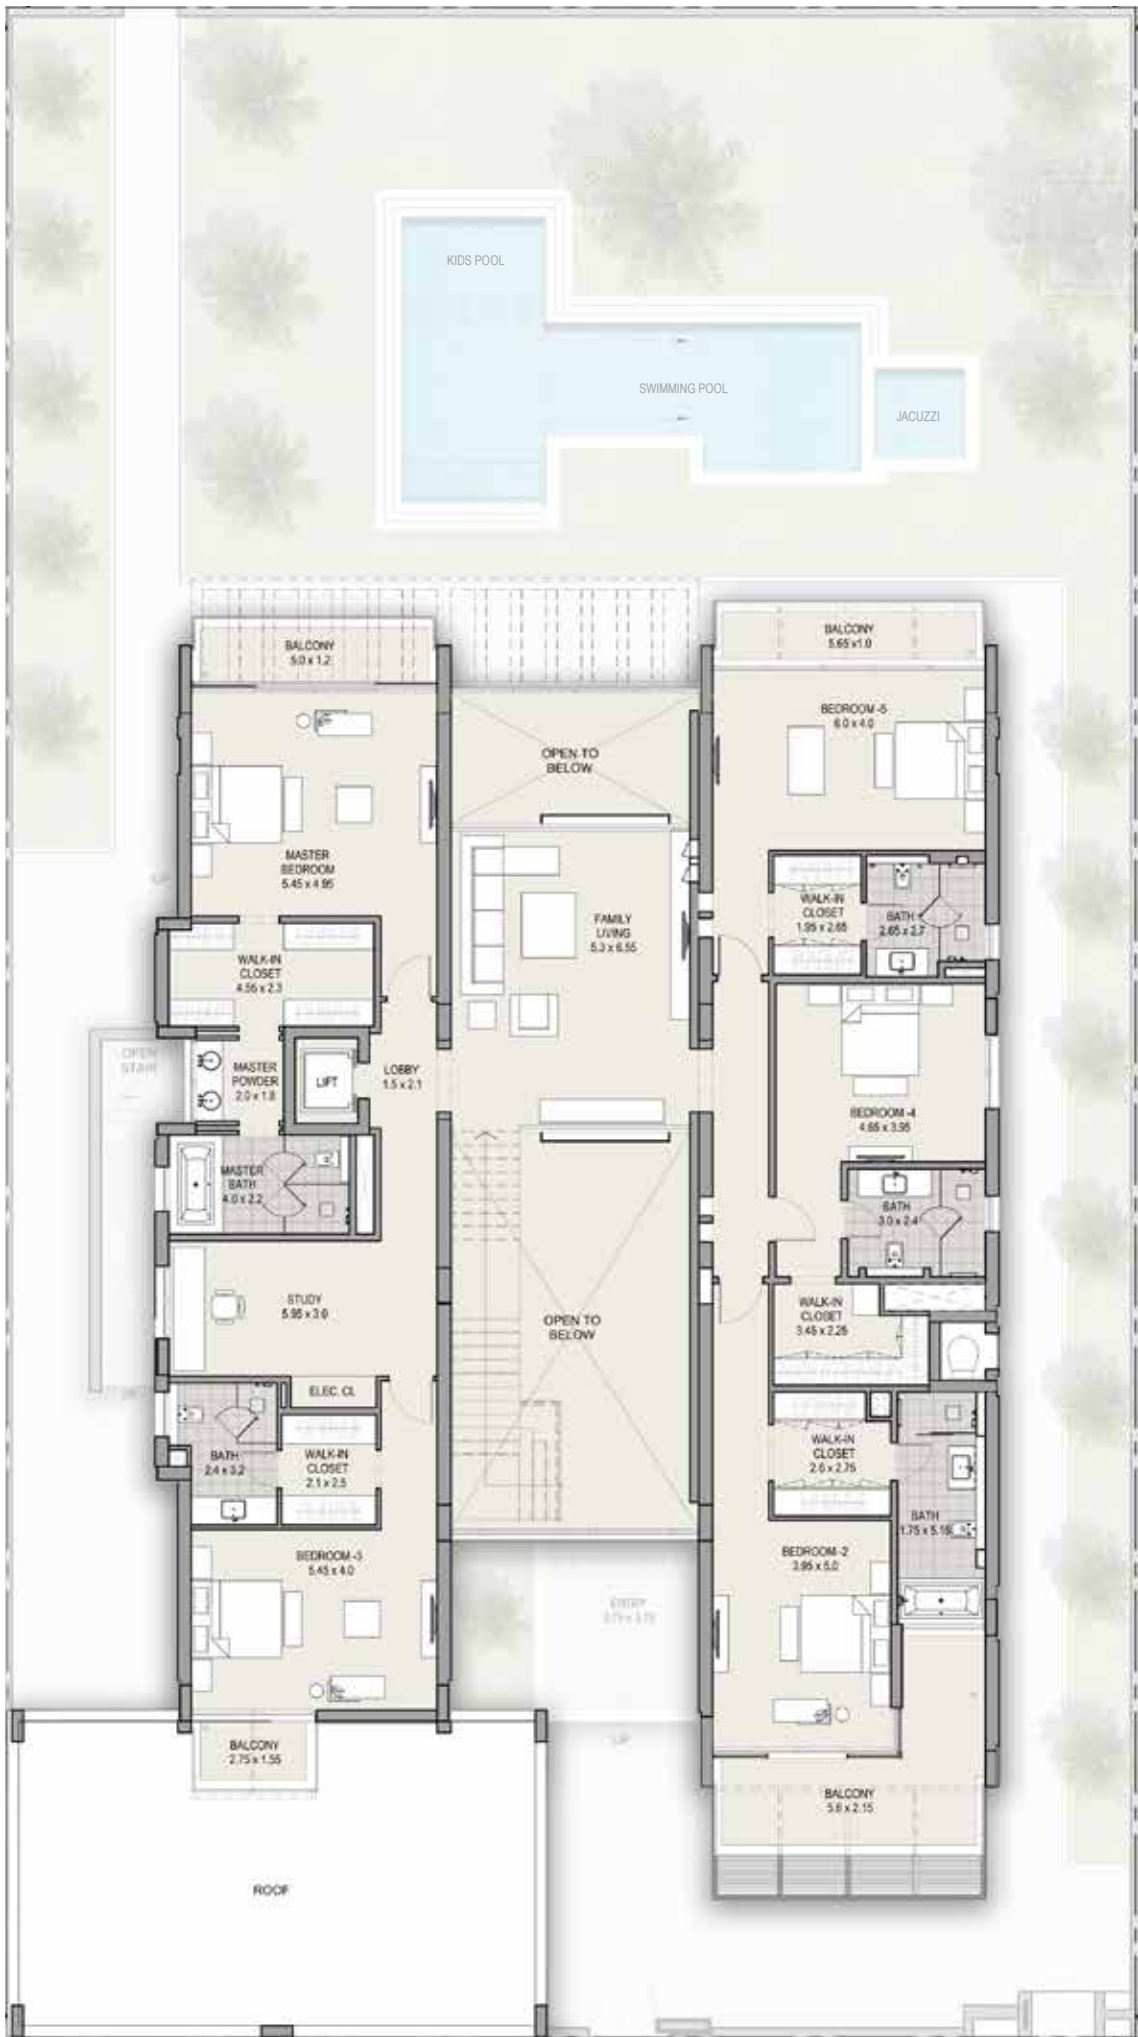 KIDS POOL
SWIMMING POOL
JACUZZI
BALCONY
5.0 x 1.2
BALCONY
5.65 x1.0
BEDROOM -5
6.0 x 4.0
OPEN TO
BELOW
MASTER
BEDROOM
5.45 x 4.95
WALK-IN
CLOSET
1.95 x 2.65
BATH
2.65 x 2.7
FAMILY
LIVING
5.3 x 6.55
WALK-IN
CLOSET
4.55 x 2.3
OPEN
STAIR
MASTER
POWDER
2.0 x 1.8
LIFT
LOBBY
1.5 x 2.1
BEDROOM -4
4.65 x 3.95
MASTER
BATH
4.0 x 2.2
BATH
3.0 x 2.4
STUDY
5.95 x 3.0
WALK-IN
CLOSET
3.45 x 2.25
OPEN TO
BELOW
ELEC. CL
BATH
2.4 x 3.2
WALK-IN
CLOSET
2.1 x 2.5
WALK-IN
CLOSET
2.6 x 2.75
BATH
1.75 x 5.15
BEDROOM -3
5.45 x 4.0
BEDROOM -2
3.95 x 5.0
ENTRY
UP
BALCONY
2.75 x 1.55
BALCONY
5.6 x 2.15
ROOF